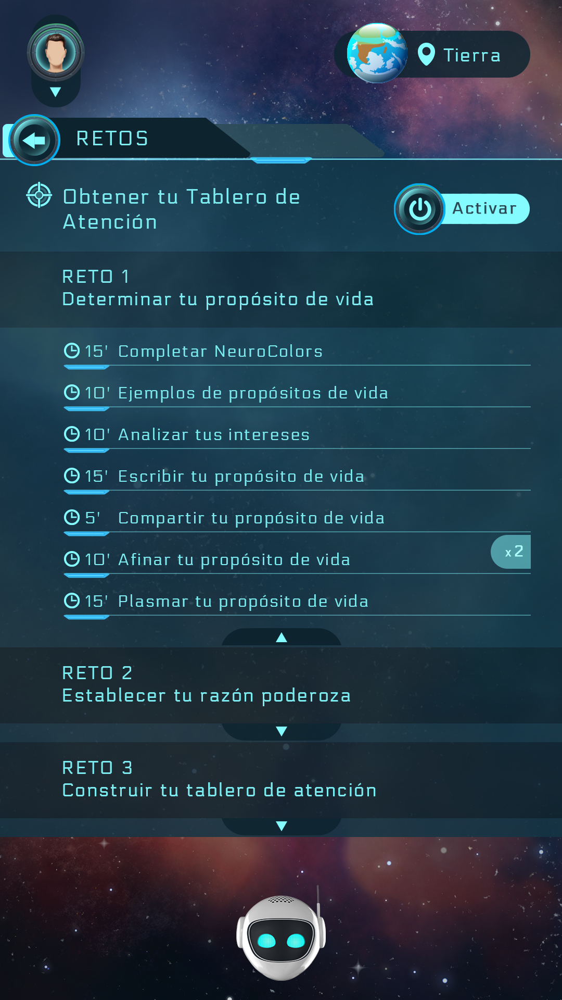 Tierra
RETOS
Obtener tu Tablero de
Atención
Activar
RETO 1
Determinar tu propósito de vida
15' Completar NeuroColors
10' Ejemplos de propósitos de vida
10' Analizar tus intereses
15' Escribir tu propósito de vida
5' Compartir tu propósito de vida
10' Afinar tu propósito de vida x2
15' Plasmar tu propósito de vida
RETO 2
Establecer tu razón poderoza
RETO 3
Construir tu tablero de atención